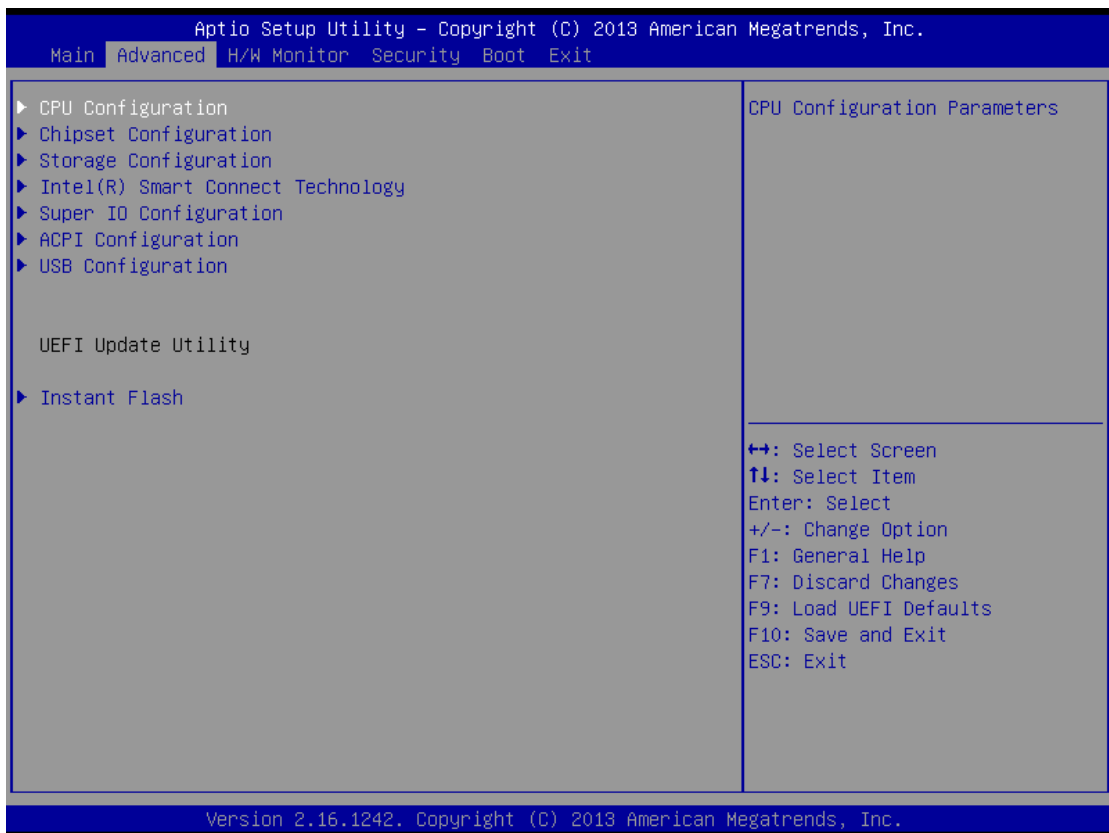 Aptio Setup Utility – Copyright (C) 2013 American Megatrends, Inc.
Main Advanced H/W Monitor Security Boot Exit
▶ CPU Configuration
▶ Chipset Configuration
▶ Storage Configuration
▶ Intel(R) Smart Connect Technology
▶ Super IO Configuration
▶ ACPI Configuration
▶ USB Configuration
UEFI Update Utility
▶ Instant Flash
CPU Configuration Parameters
↔: Select Screen
↑↓: Select Item
Enter: Select
+/-: Change Option
F1: General Help
F7: Discard Changes
F9: Load UEFI Defaults
F10: Save and Exit
ESC: Exit
Version 2.16.1242. Copyright (C) 2013 American Megatrends, Inc.